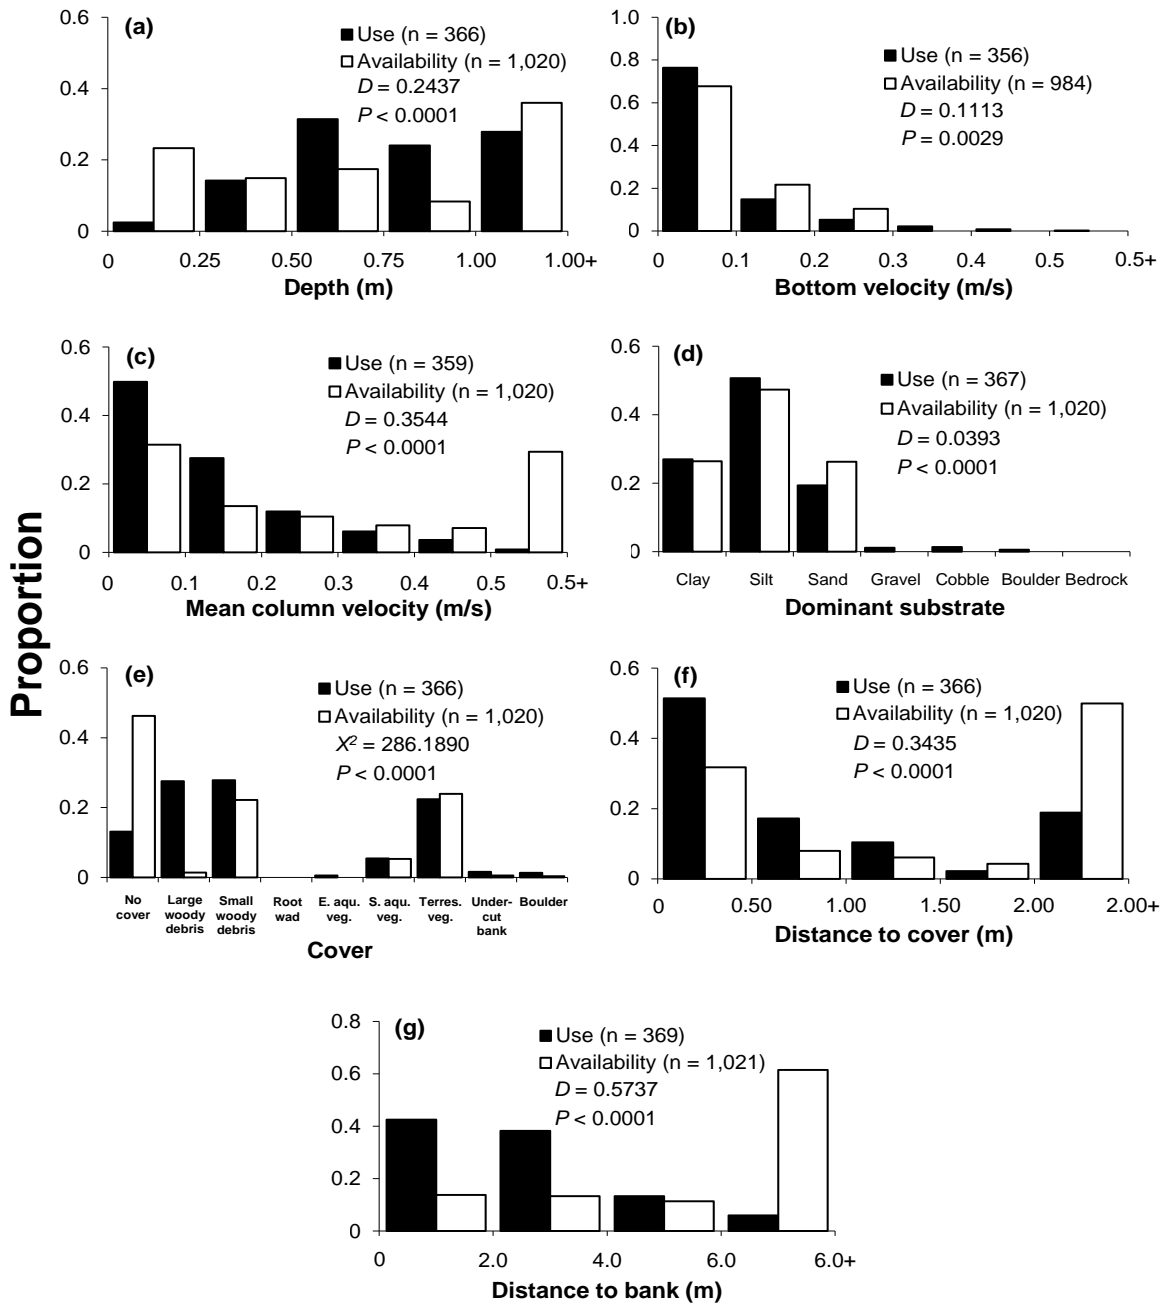 Proportion
(a)
Use (n = 366)
Availability (n = 1,020)
D = 0.2437
P < 0.0001
0.6
0.4
0.2
0
0 0.25 0.50 0.75 1.00 1.00+
Depth (m)
(b)
Use (n = 356)
Availability (n = 984)
D = 0.1113
P = 0.0029
1.0
0.8
0.6
0.4
0.2
0
0 0.1 0.2 0.3 0.4 0.5 0.5+
Bottom velocity (m/s)
(c)
Use (n = 359)
Availability (n = 1,020)
D = 0.3544
P < 0.0001
0.6
0.4
0.2
0
0 0.1 0.2 0.3 0.4 0.5 0.5+
Mean column velocity (m/s)
(d)
Use (n = 367)
Availability (n = 1,020)
D = 0.0393
P < 0.0001
0.6
0.4
0.2
0.0
Clay Silt Sand Gravel Cobble Boulder Bedrock
Dominant substrate
(e)
Use (n = 366)
Availability (n = 1,020)
X² = 286.1890
P < 0.0001
0.6
0.4
0.2
0.0
No Large Small Root E. aqu. S. aqu. Terres. Under- Boulder
cover woody woody wad veg. veg. veg. cut
debris debris bank
Cover
(f)
Use (n = 366)
Availability (n = 1,020)
D = 0.3435
P < 0.0001
0.6
0.4
0.2
0
0 0.50 1.00 1.50 2.00 2.00+
Distance to cover (m)
(g)
Use (n = 369)
Availability (n = 1,021)
D = 0.5737
P < 0.0001
0.8
0.6
0.4
0.2
0
0 2.0 4.0 6.0 6.0+
Distance to bank (m)